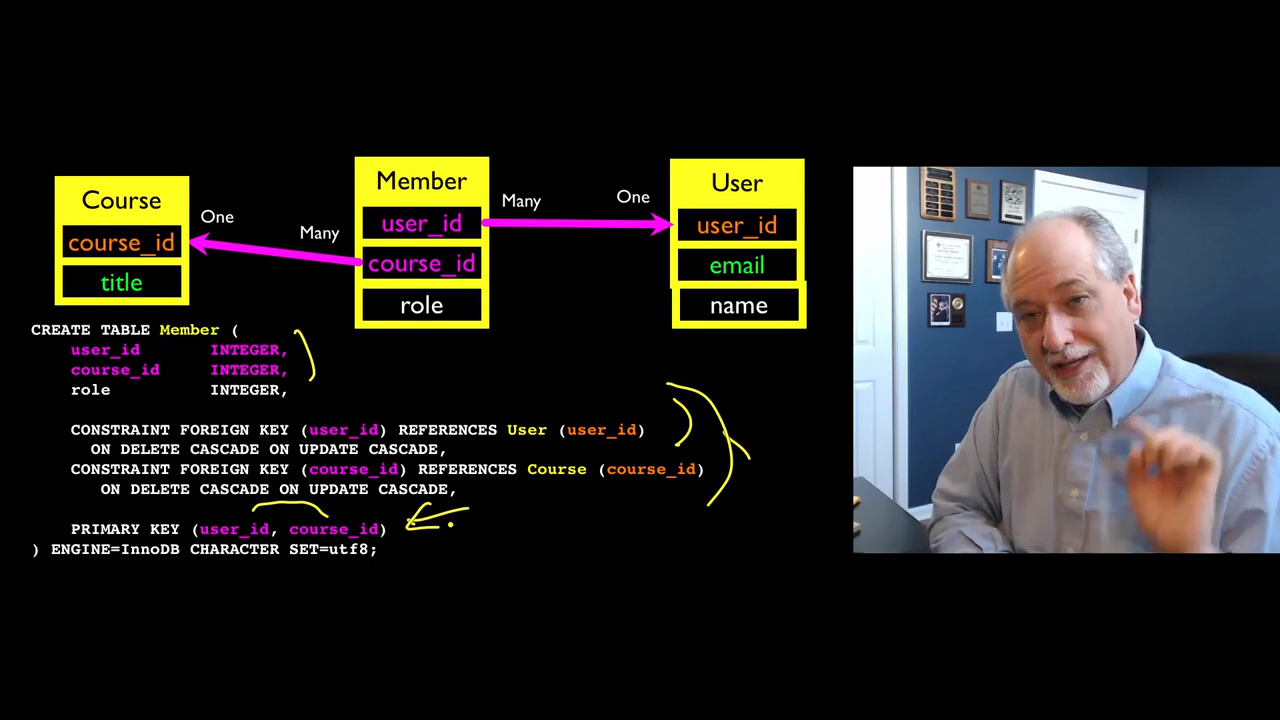 Course
course_id
title
One
Many
Member
user_id
course_id
role
Many
One
User
user_id
email
name
CREATE TABLE Member (
user_id INTEGER,
course_id INTEGER,
role INTEGER,
CONSTRAINT FOREIGN KEY (user_id) REFERENCES User (user_id)
ON DELETE CASCADE ON UPDATE CASCADE,
CONSTRAINT FOREIGN KEY (course_id) REFERENCES Course (course_id)
ON DELETE CASCADE ON UPDATE CASCADE,
PRIMARY KEY (user_id, course_id)
) ENGINE=InnoDB CHARACTER SET=utf8;